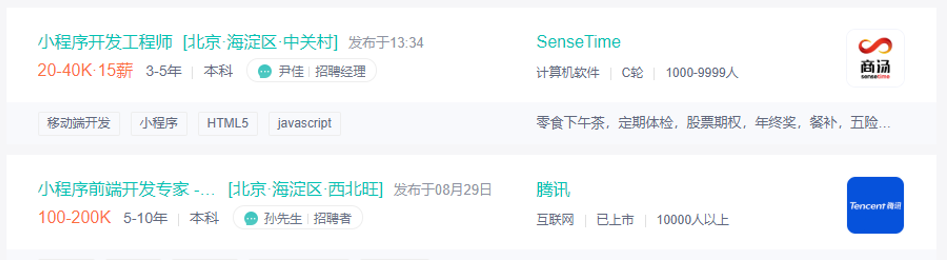 小程序开发工程师 [北京·海淀区·中关村] 发布于13:34
20-40K·15薪 3-5年 本科 尹佳 招聘经理
移动端开发 小程序 HTML5 javascript
SenseTime
计算机软件 C轮 1000-9999人
商汤
sensetime
零食下午茶，定期体检，股票期权，年终奖，餐补，五险...
小程序前端开发专家 -... [北京·海淀区·西北旺] 发布于08月29日
100-200K 5-10年 本科 孙先生 招聘者
腾讯
互联网 已上市 10000人以上
Tencent 腾讯